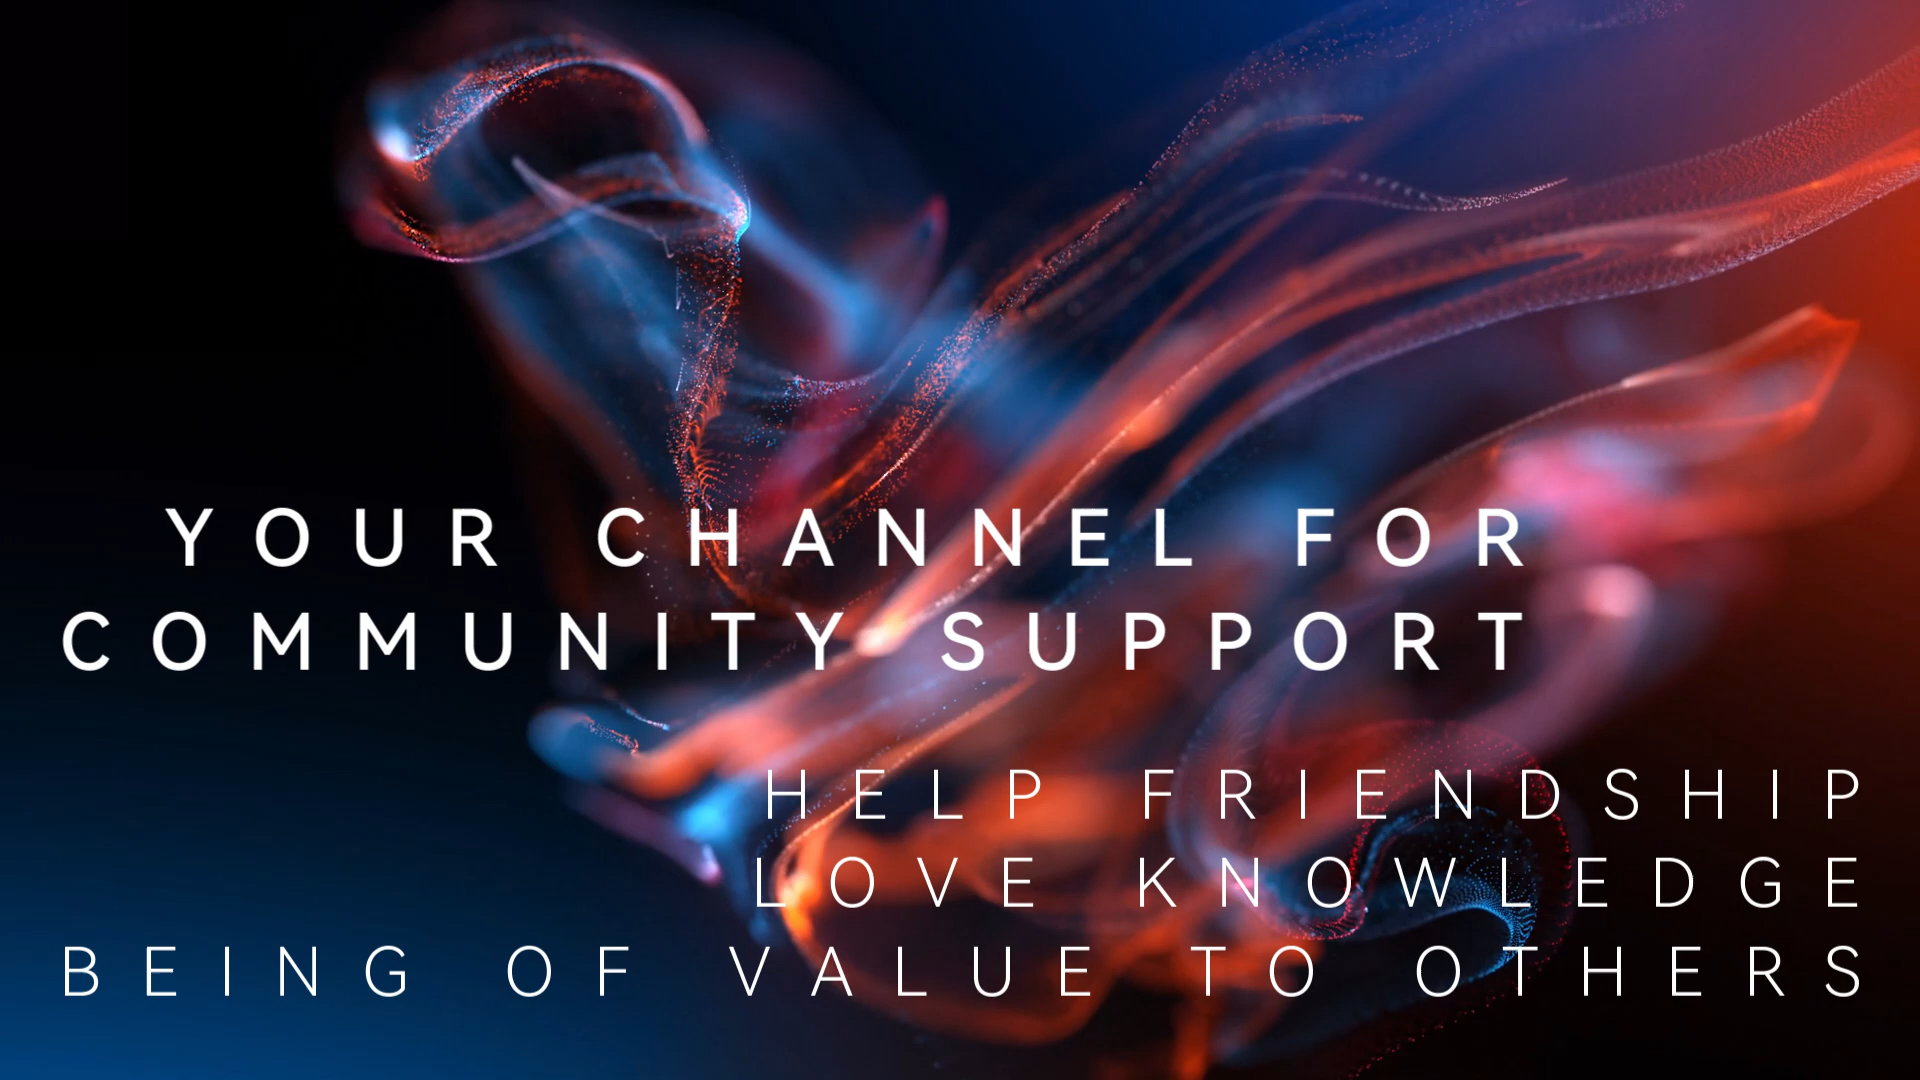 YOUR CHANNEL FOR
COMMUNITY SUPPORT
HELP FRIENDSHIP
LOVE KNOWLEDGE
BEING OF VALUE TO OTHERS